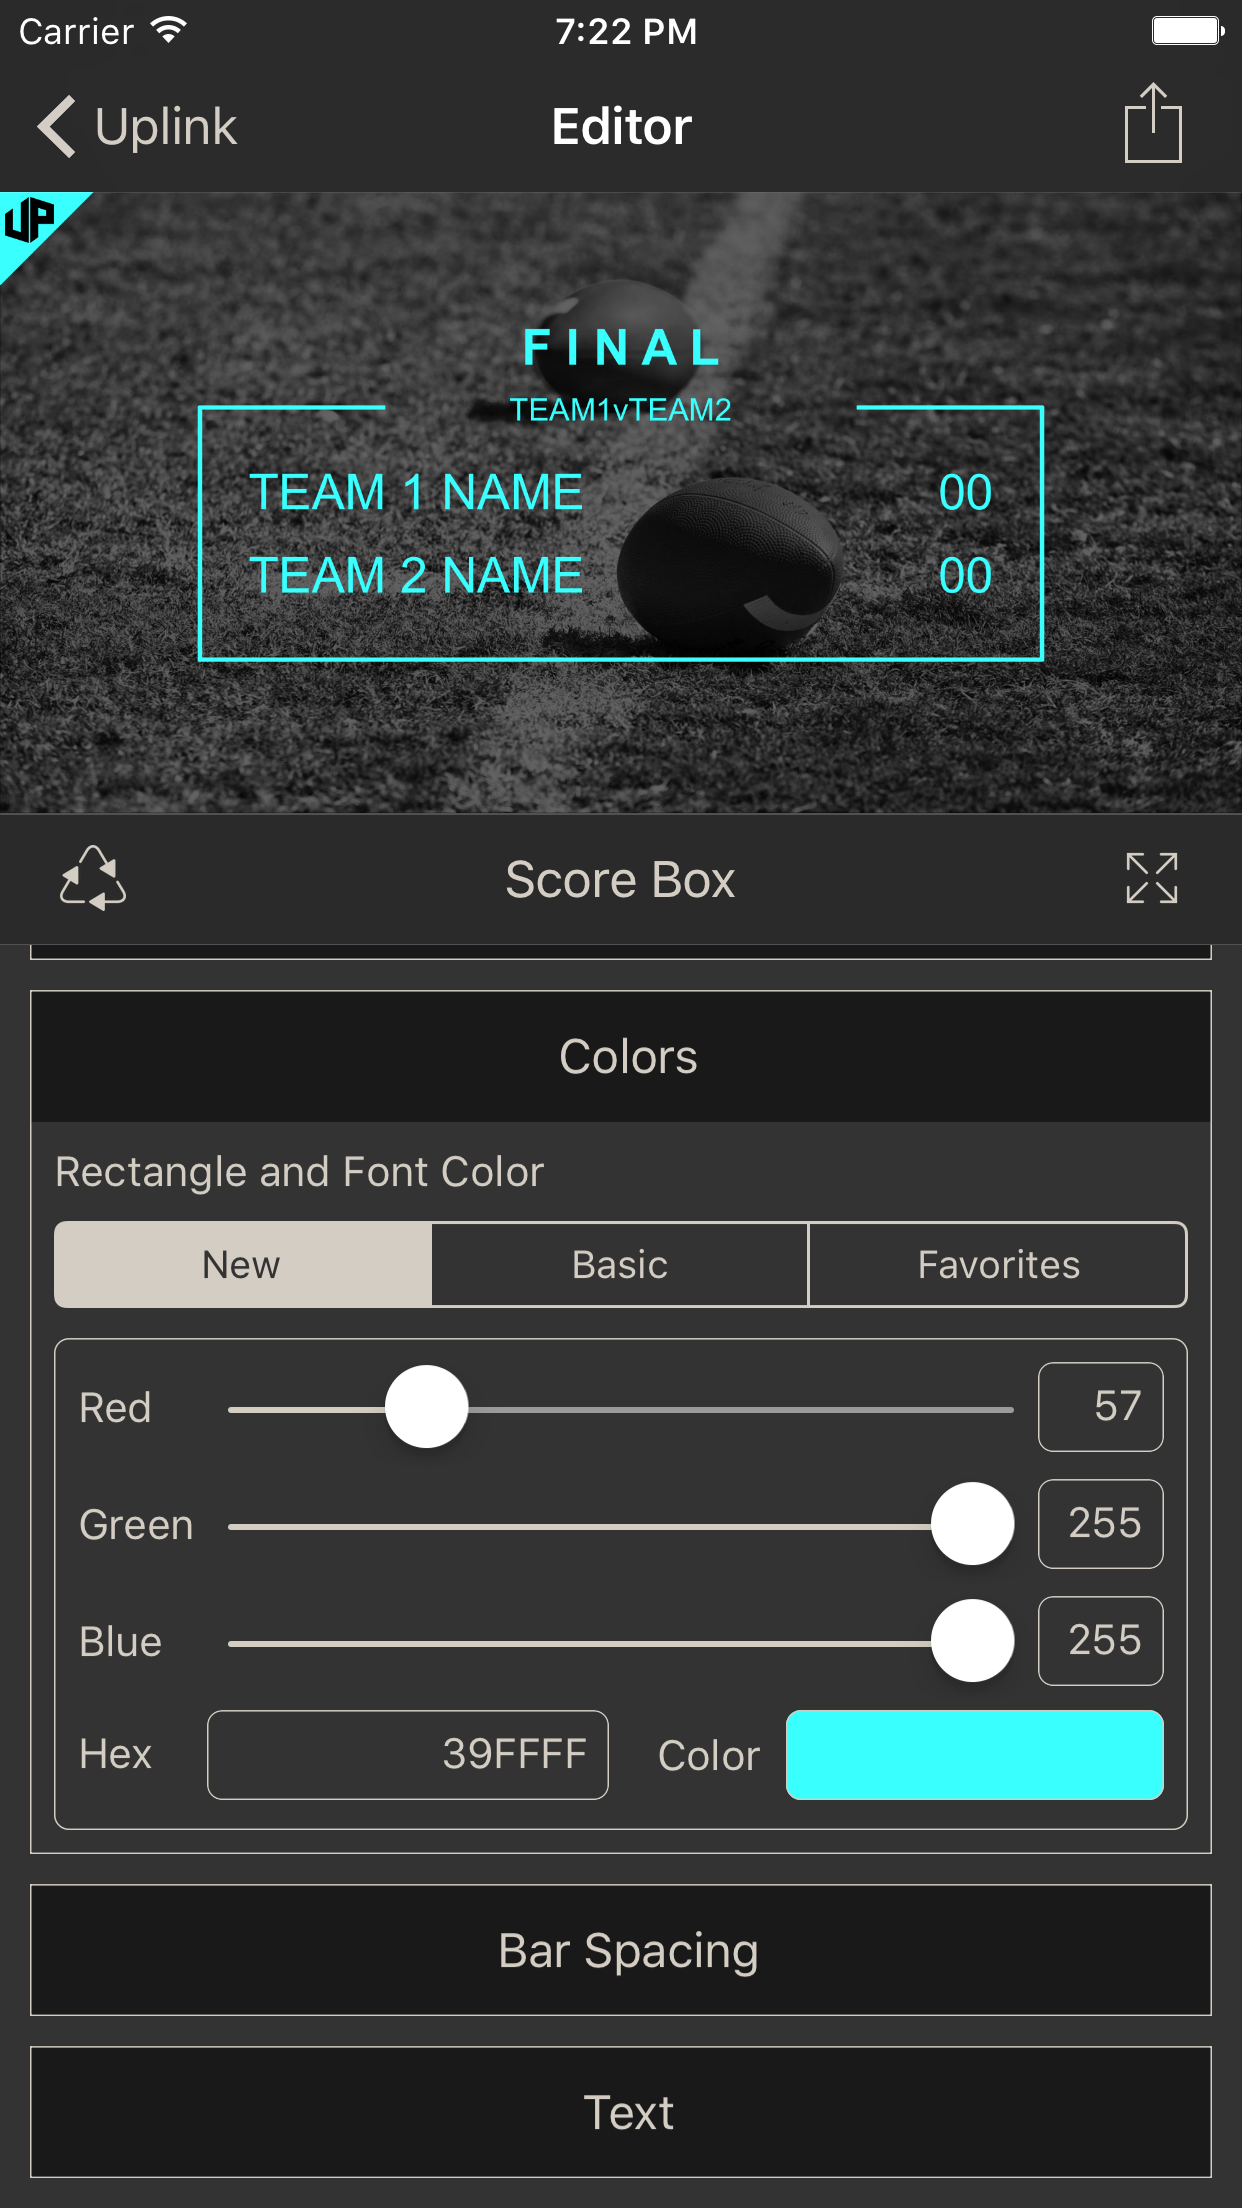 Carrier 7:22 PM
Uplink Editor
UP
FINAL
TEAM1vTEAM2
TEAM 1 NAME 00
TEAM 2 NAME 00
Score Box
Colors
Rectangle and Font Color
New Basic Favorites
Red 57
Green 255
Blue 255
Hex 39FFFF Color
Bar Spacing
Text